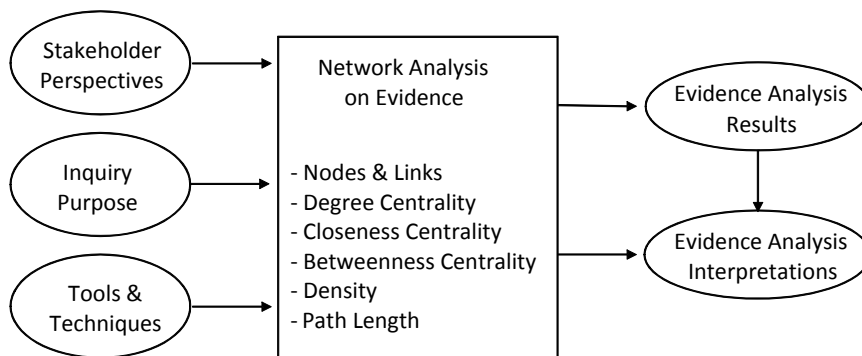 Stakeholder
Perspectives
Inquiry
Purpose
Tools &
Techniques
Network Analysis
on Evidence
- Nodes & Links
- Degree Centrality
- Closeness Centrality
- Betweenness Centrality
- Density
- Path Length
Evidence Analysis
Results
Evidence Analysis
Interpretations